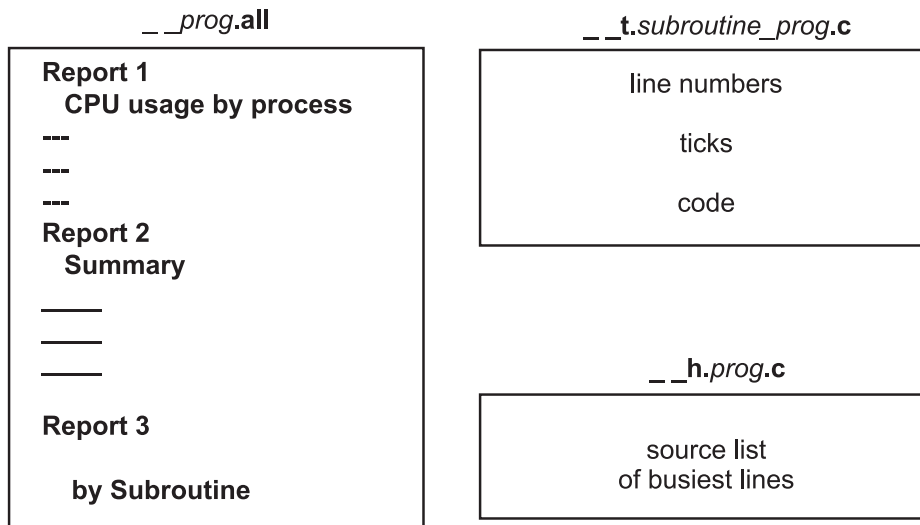 _ _prog.all
Report 1
CPU usage by process
---
---
---
Report 2
Summary
Report 3
by Subroutine
_ _t.subroutine_prog.c
line numbers
ticks
code
_ _h.prog.c
source list
of busiest lines